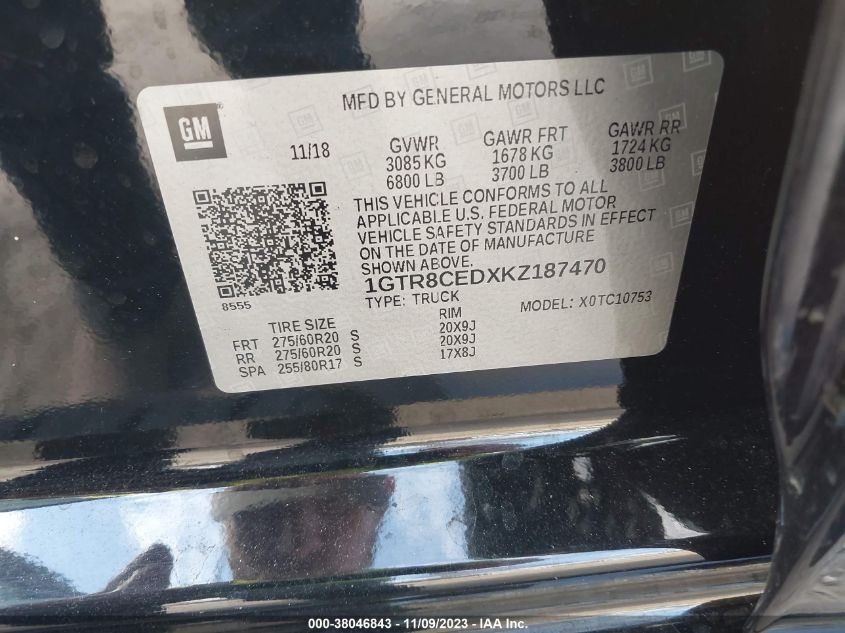 GM
MFD BY GENERAL MOTORS LLC
11/18
GVWR GAWR FRT GAWR RR
3085 KG 1678 KG 1724 KG
6800 LB 3700 LB 3800 LB
THIS VEHICLE CONFORMS TO ALL
APPLICABLE U.S. FEDERAL MOTOR
VEHICLE SAFETY STANDARDS IN EFFECT
ON THE DATE OF MANUFACTURE
SHOWN ABOVE.
8555
1GTR8CEDXKZ187470
TYPE: TRUCK MODEL: X0TC10753
TIRE SIZE RIM
FRT 275/60R20 S 20X9J
RR 275/60R20 S 20X9J
SPA 255/80R17 S 17X8J
000-38046843 - 11/09/2023 - © IAA Inc.